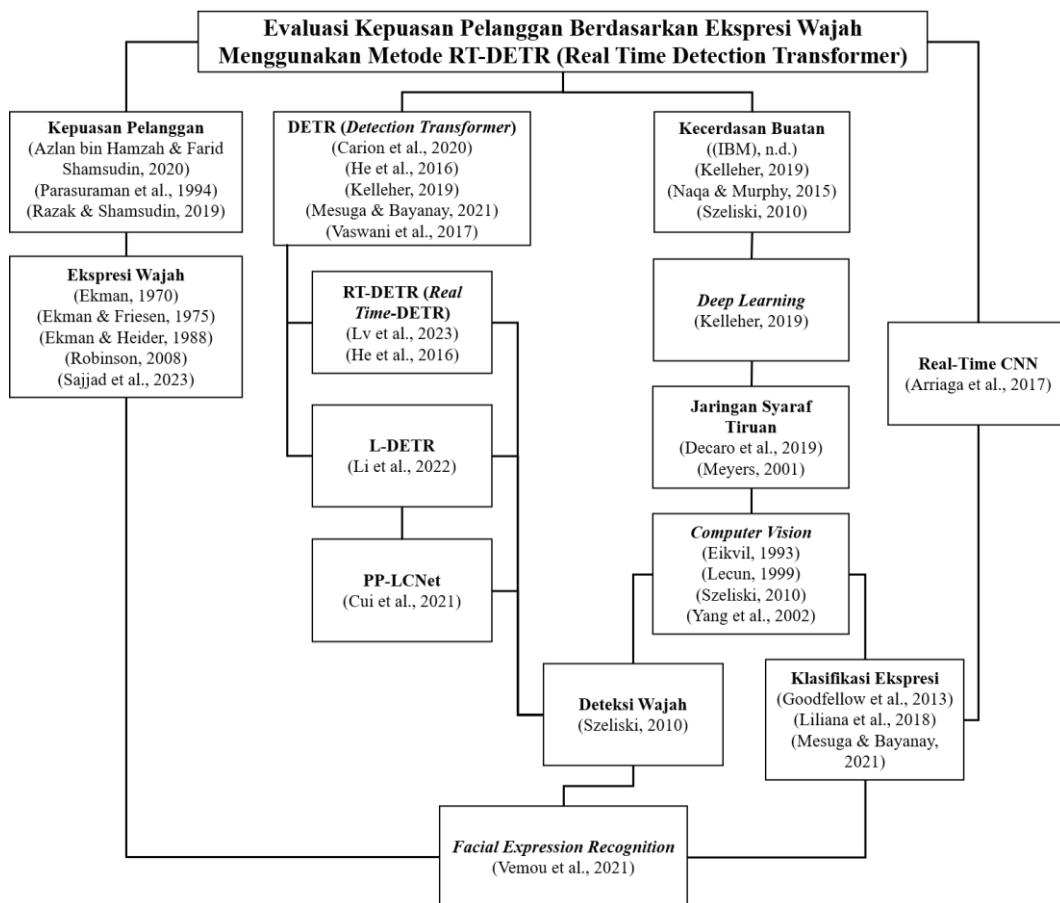 Evaluasi Kepuasan Pelanggan Berdasarkan Ekspresi Wajah
Menggunakan Metode RT-DETR (Real Time Detection Transformer)
Kepuasan Pelanggan
(Azlan bin Hamzah & Farid
Shamsudin, 2020)
(Parasuraman et al., 1994)
(Razak & Shamsudin, 2019)
DETR (Detection Transformer)
(Carion et al., 2020)
(He et al., 2016)
(Kelleher, 2019)
(Mesuga & Bayanay, 2021)
(Vaswani et al., 2017)
Kecerdasan Buatan
((IBM), n.d.)
(Kelleher, 2019)
(Naqa & Murphy, 2015)
(Szeliski, 2010)
Ekspresi Wajah
(Ekman, 1970)
(Ekman & Friesen, 1975)
(Ekman & Heider, 1988)
(Robinson, 2008)
(Sajjad et al., 2023)
RT-DETR (Real
Time-DETR)
(Lv et al., 2023)
(He et al., 2016)
Deep Learning
(Kelleher, 2019)
Real-Time CNN
(Arriaga et al., 2017)
L-DETR
(Li et al., 2022)
Jaringan Syaraf
Tiruan
(Decaro et al., 2019)
(Meyers, 2001)
PP-LCNet
(Cui et al., 2021)
Computer Vision
(Eikvil, 1993)
(Lecun, 1999)
(Szeliski, 2010)
(Yang et al., 2002)
Deteksi Wajah
(Szeliski, 2010)
Klasifikasi Ekspresi
(Goodfellow et al., 2013)
(Liliana et al., 2018)
(Mesuga & Bayanay,
2021)
Facial Expression Recognition
(Vemou et al., 2021)